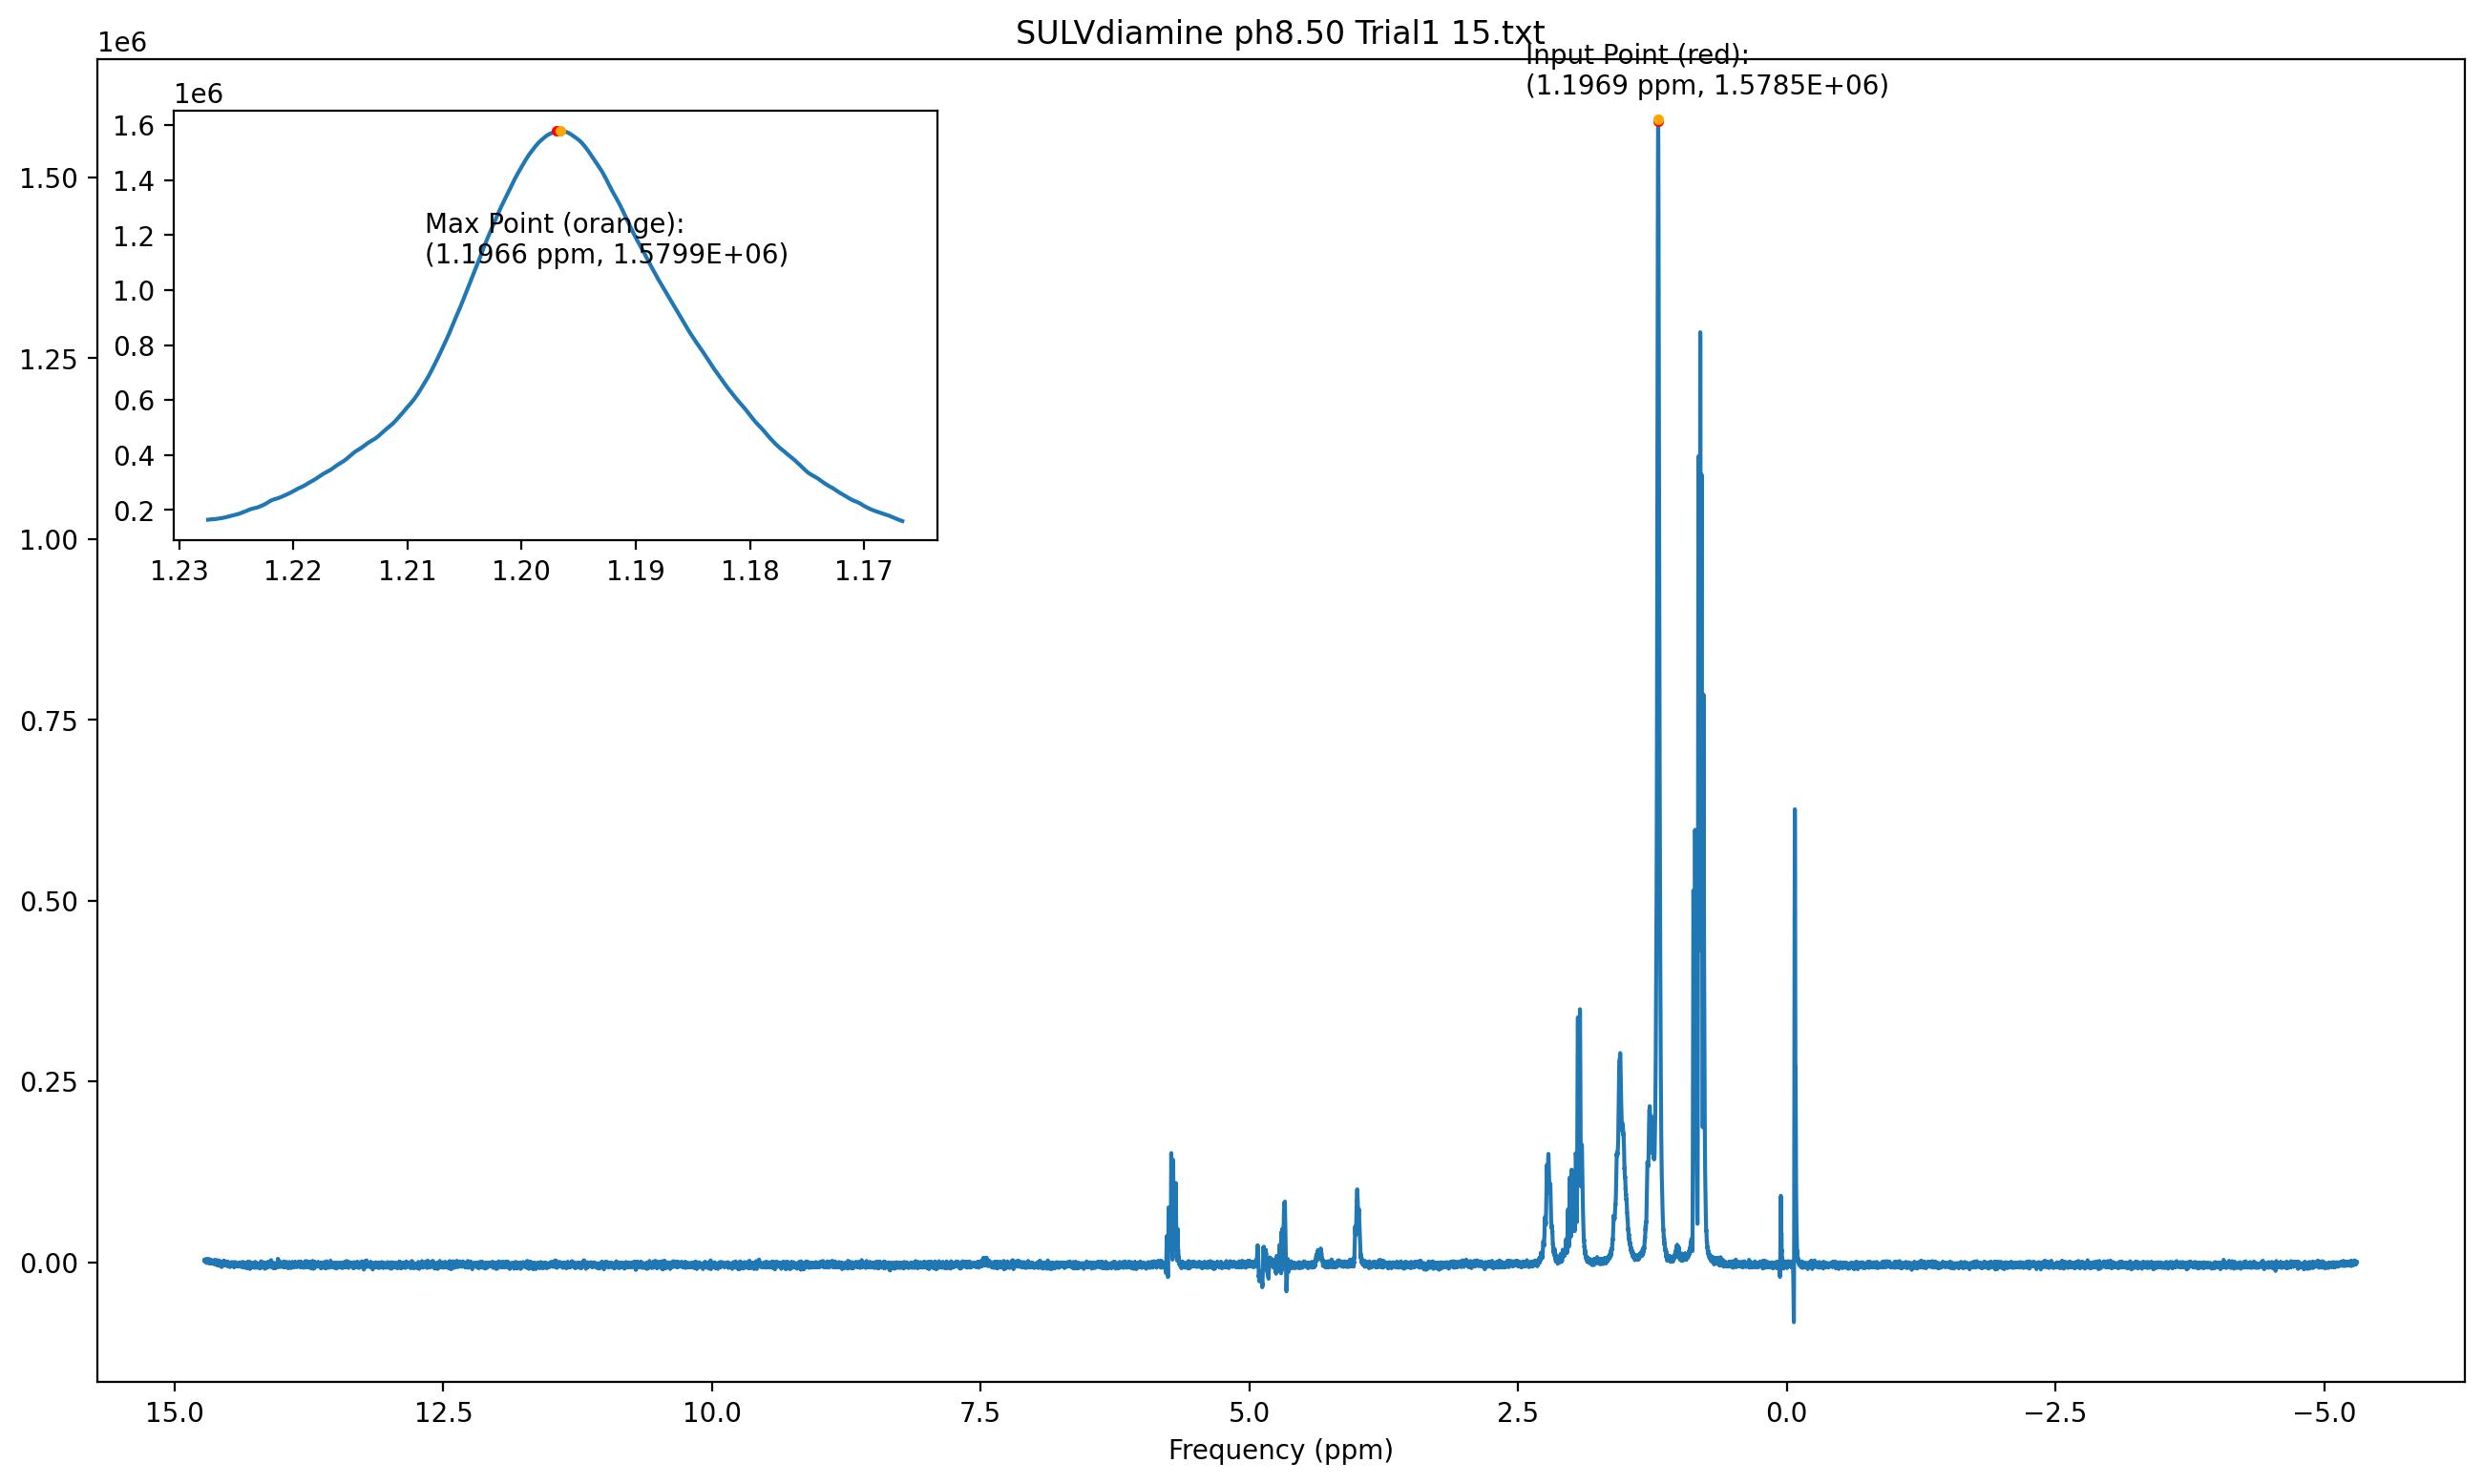 SULVdiamine ph8.50 Trial1 15.txt
1e6
Input Point (red):
(1.1969 ppm, 1.5785E+06)
1e6
1.6
1.4
1.2
1.0
0.8
0.6
0.4
0.2
Max Point (orange):
(1.1966 ppm, 1.5799E+06)
1.23 1.22 1.21 1.20 1.19 1.18 1.17
1.50
1.25
1.00
0.75
0.50
0.25
0.00
15.0 12.5 10.0 7.5 5.0 2.5 0.0 −2.5 −5.0
Frequency (ppm)